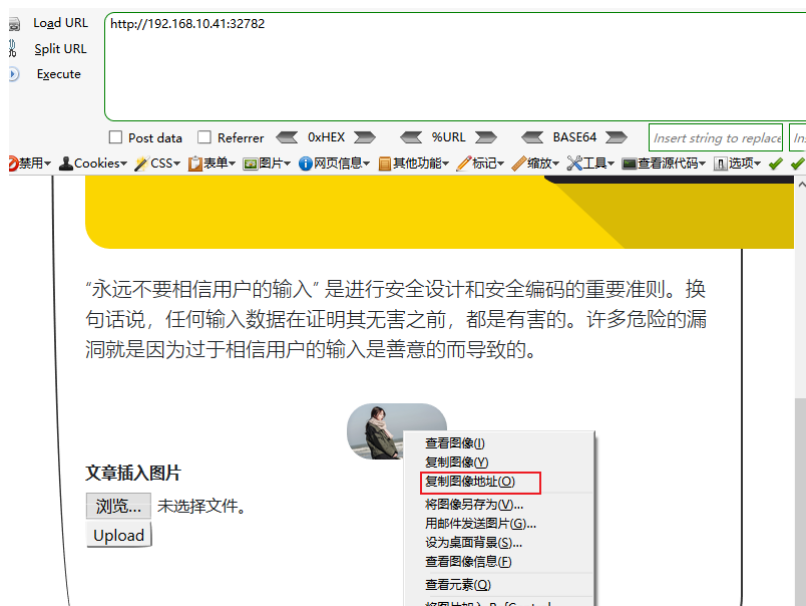 Load URL
http://192.168.10.41:32782
Split URL
Execute
Post data Referrer 0xHEX %URL BASE64 Insert string to replace
禁用 Cookies CSS 表单 图片 网页信息 其他功能 标记 缩放 工具 查看源代码 选项
“永远不要相信用户的输入” 是进行安全设计和安全编码的重要准则。换
句话说，任何输入数据在证明其无害之前，都是有害的。许多危险的漏
洞就是因为过于相信用户的输入是善意的而导致的。
查看图像(I)
复制图像(Y)
复制图像地址(O)
将图像另存为(V)...
用邮件发送图片(G)...
设为桌面背景(S)...
查看图像信息(F)
查看元素(Q)
文章插入图片
浏览... 未选择文件。
Upload